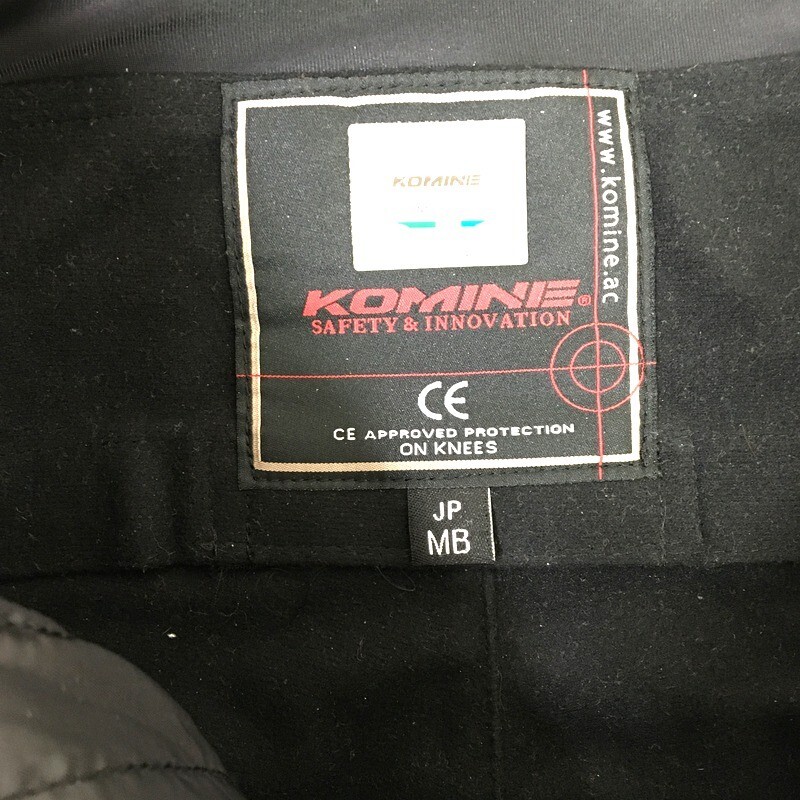 KOMINE
KOMINE®
SAFETY & INNOVATION
www.komine.ac
CE
CE APPROVED PROTECTION
ON KNEES
JP
MB